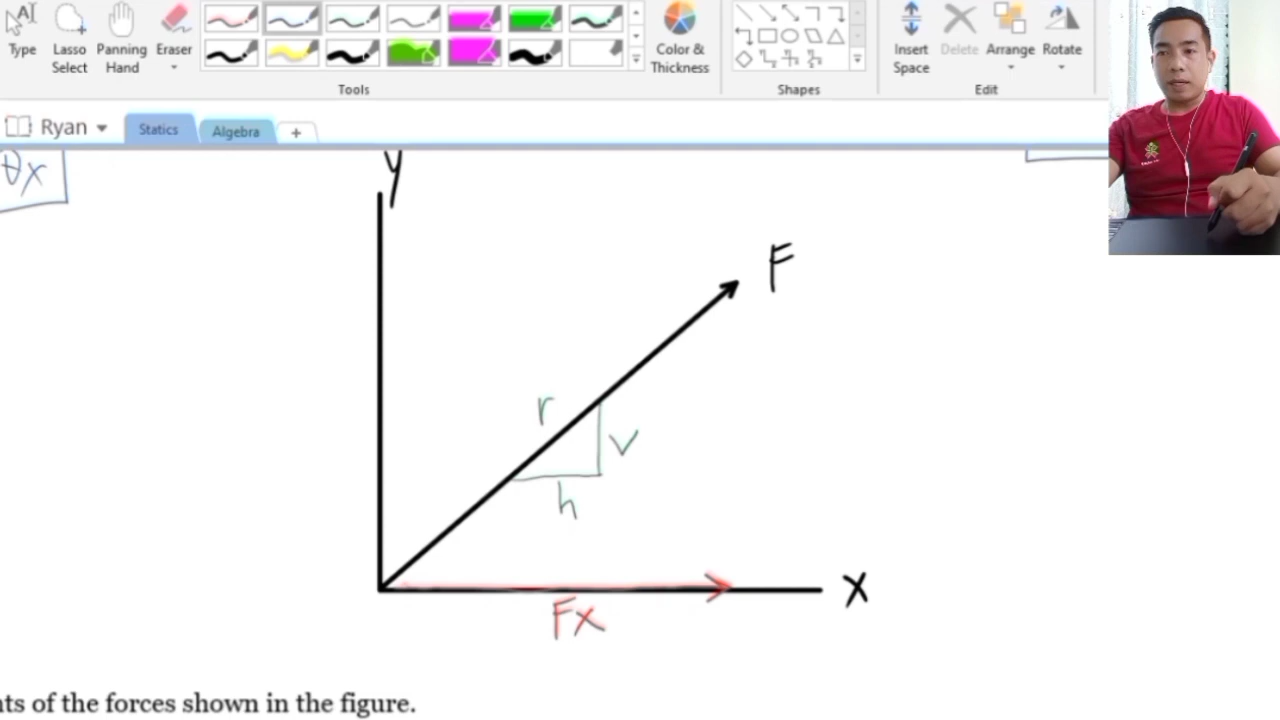 Type
Lasso Select
Panning Hand
Eraser
Color & Thickness
Insert Space
Delete
Arrange
Rotate
Tools
Shapes
Edit
Ryan
Statics
Algebra
+
θx
y
F
r
v
h
Fx
x
nts of the forces shown in the figure.